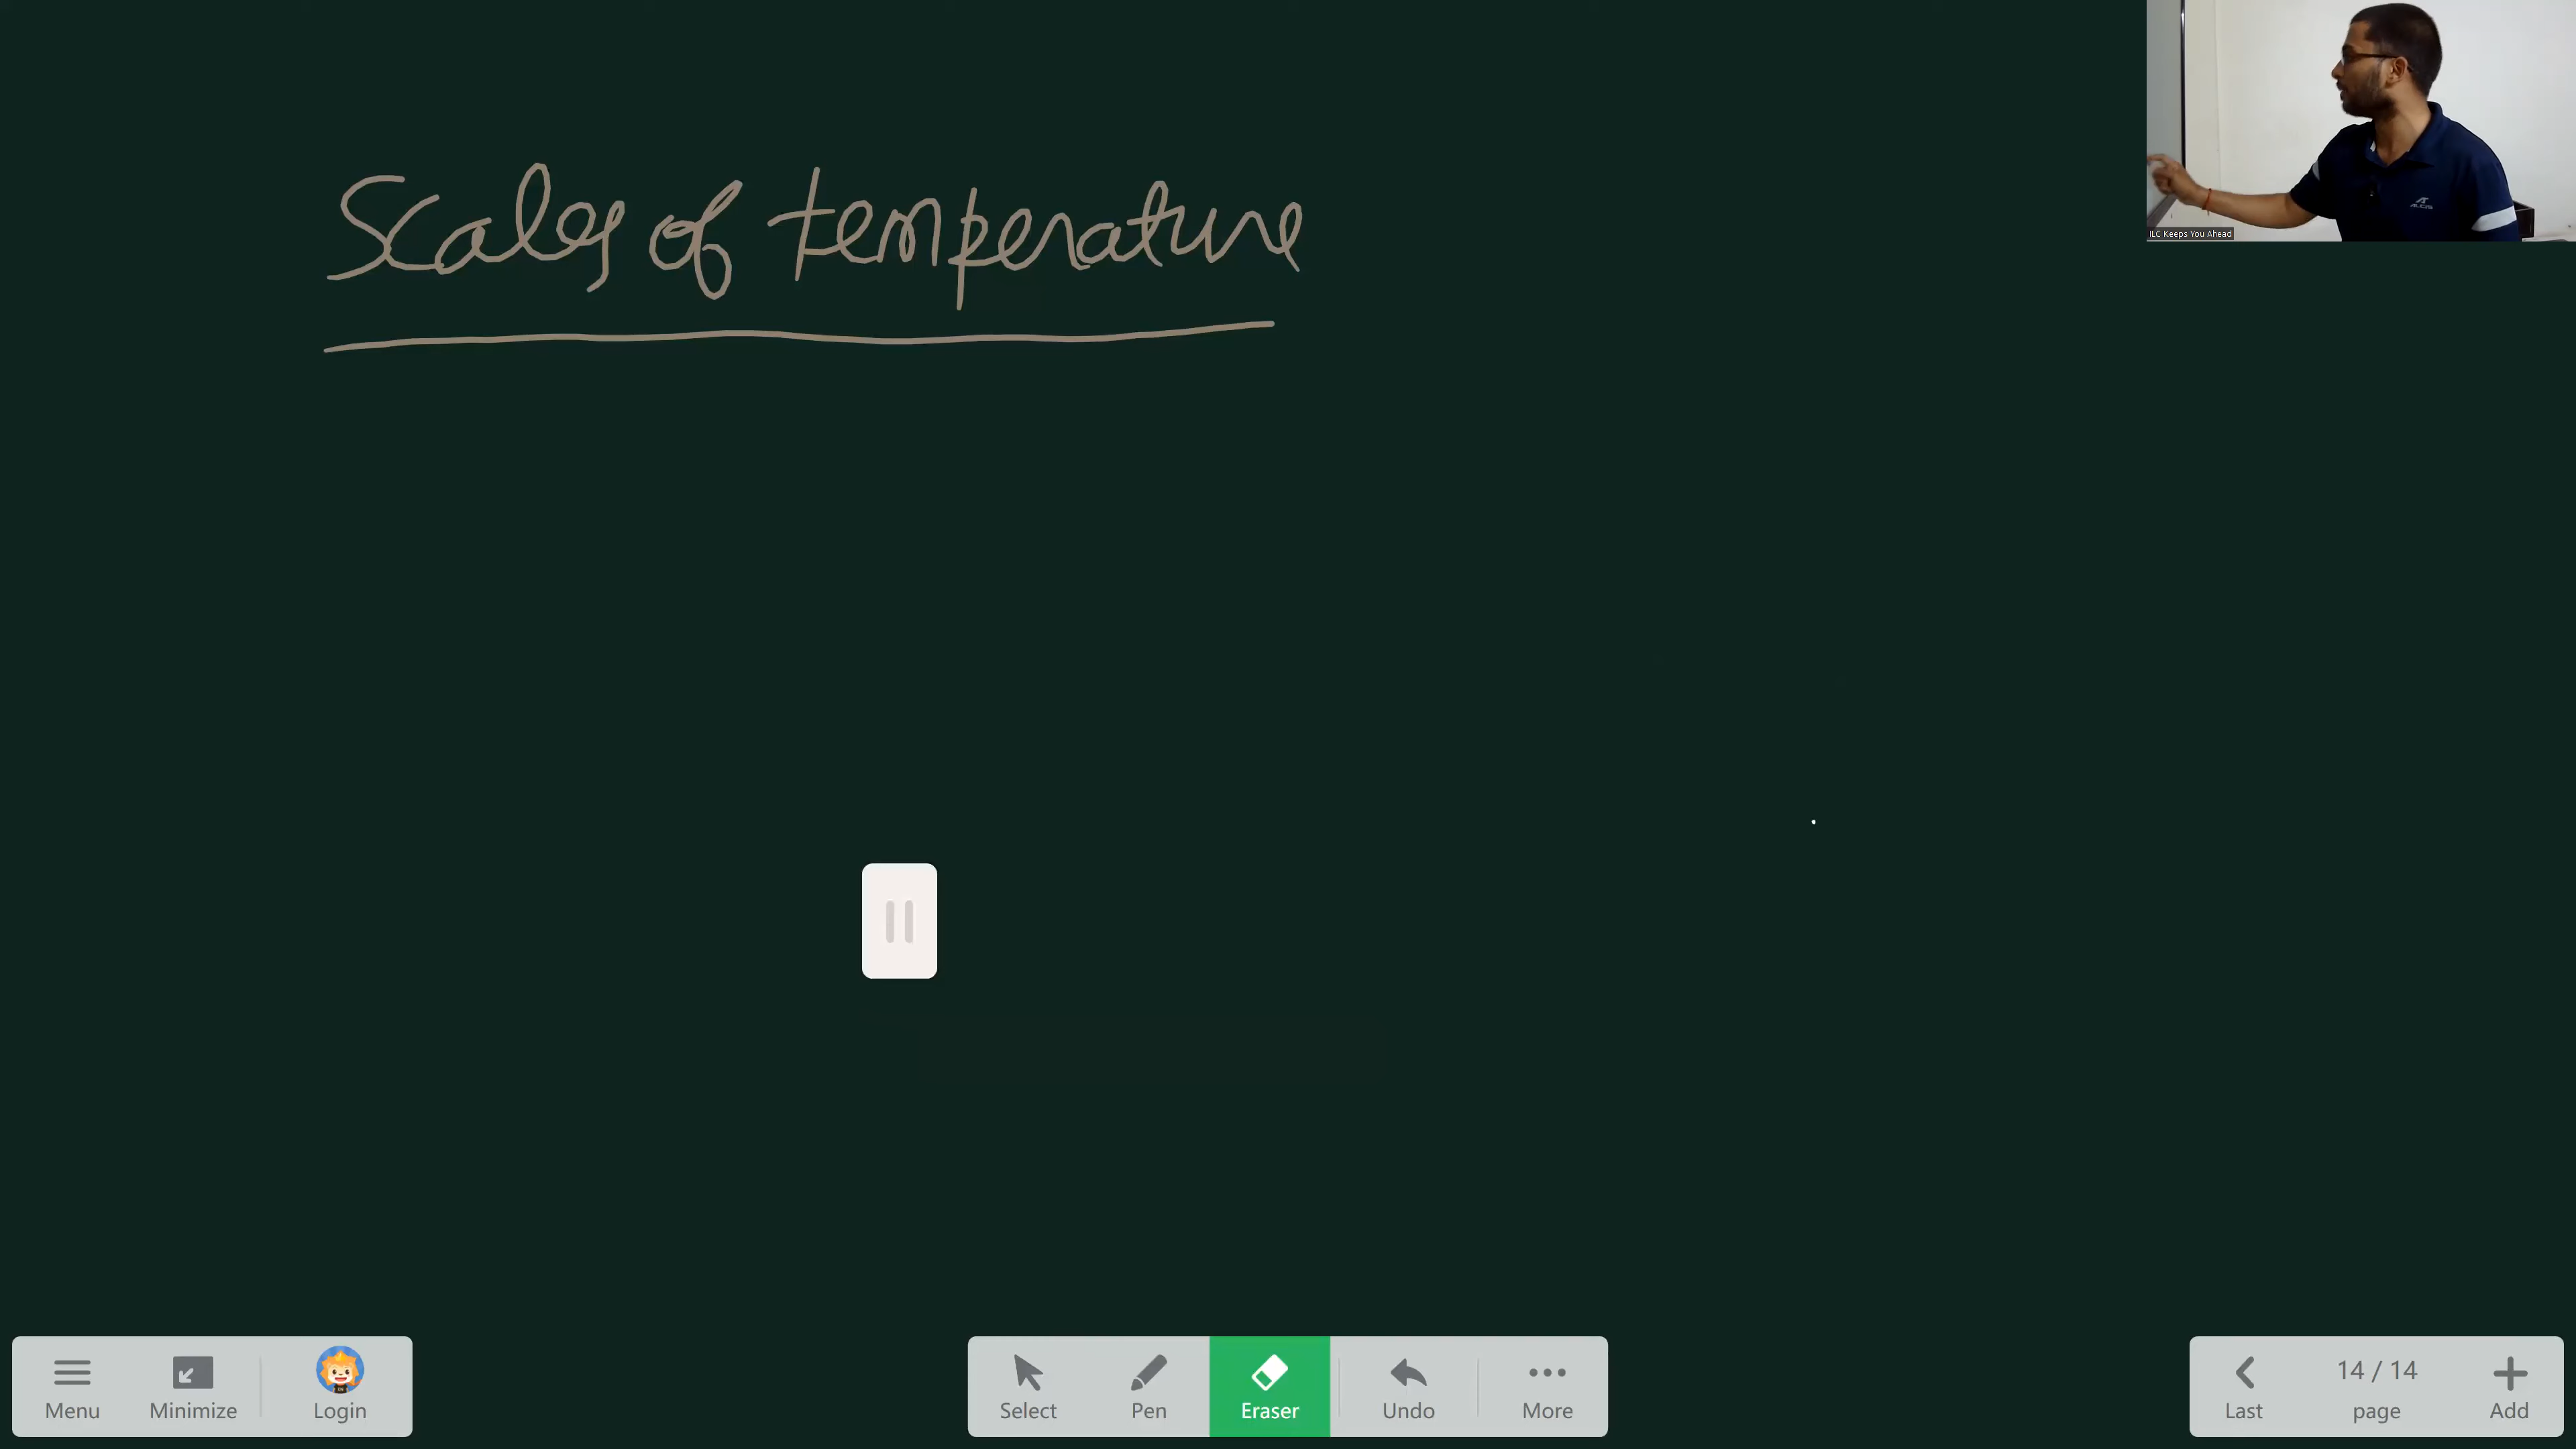 Scales of temperature
ILC Keeps You Ahead
Menu
Minimize
Login
Select
Pen
Eraser
Undo
More
Last
14 / 14
page
Add